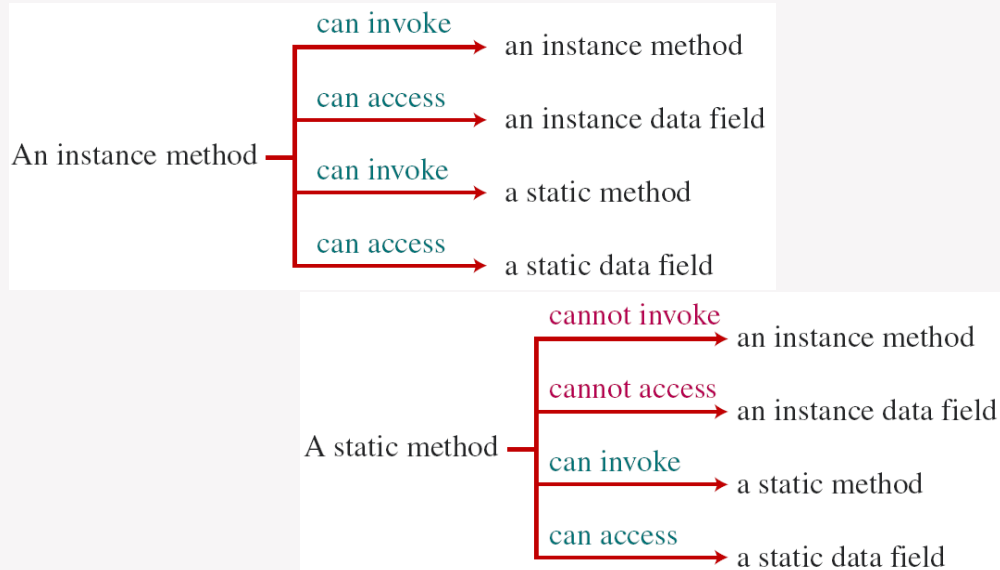 can invoke
an instance method
can access
an instance data field
An instance method
can invoke
a static method
can access
a static data field
cannot invoke
an instance method
cannot access
an instance data field
A static method
can invoke
a static method
can access
a static data field